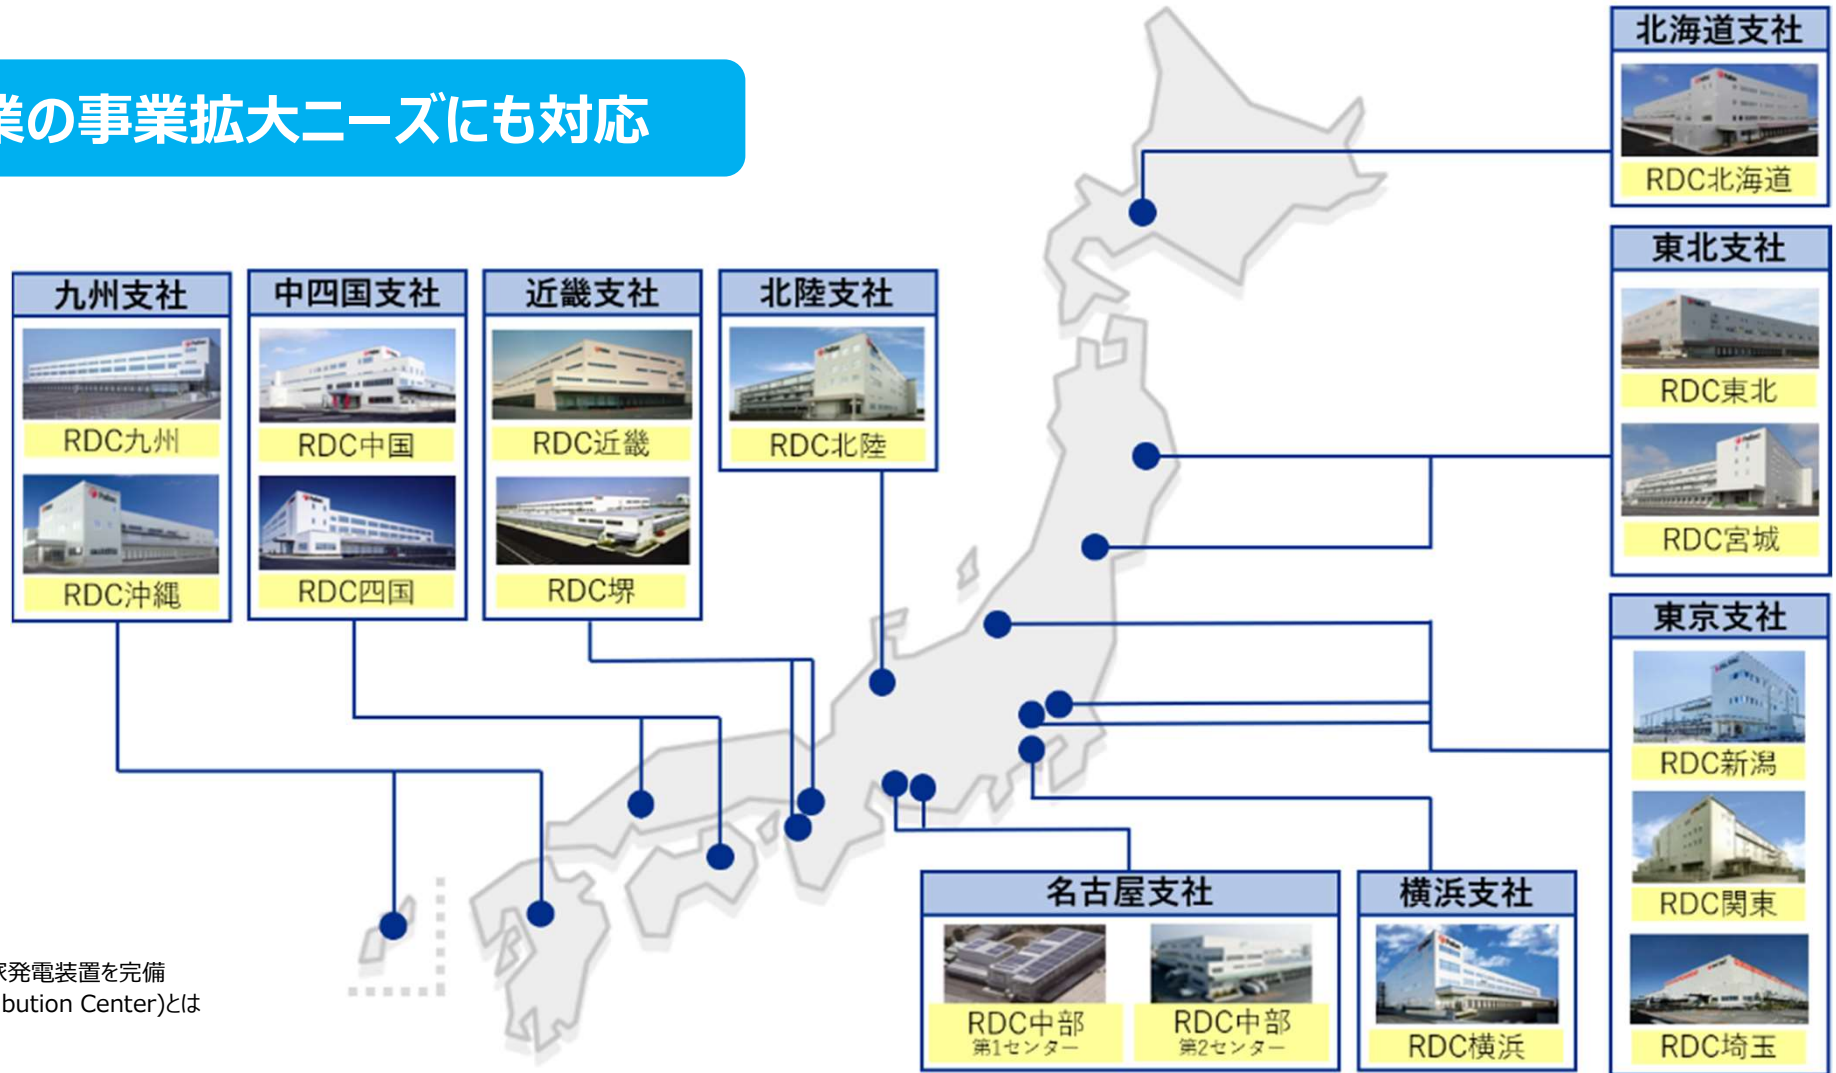 業の事業拡大ニーズにも対応
北海道支社
RDC北海道
東北支社
RDC東北
RDC宮城
九州支社
RDC九州
RDC沖縄
中四国支社
RDC中国
RDC四国
近畿支社
RDC近畿
RDC堺
北陸支社
RDC北陸
東京支社
RDC新潟
RDC関東
RDC埼玉
名古屋支社
RDC中部
第1センター
RDC中部
第2センター
横浜支社
RDC横浜
家発電装置を完備
bution Center)とは